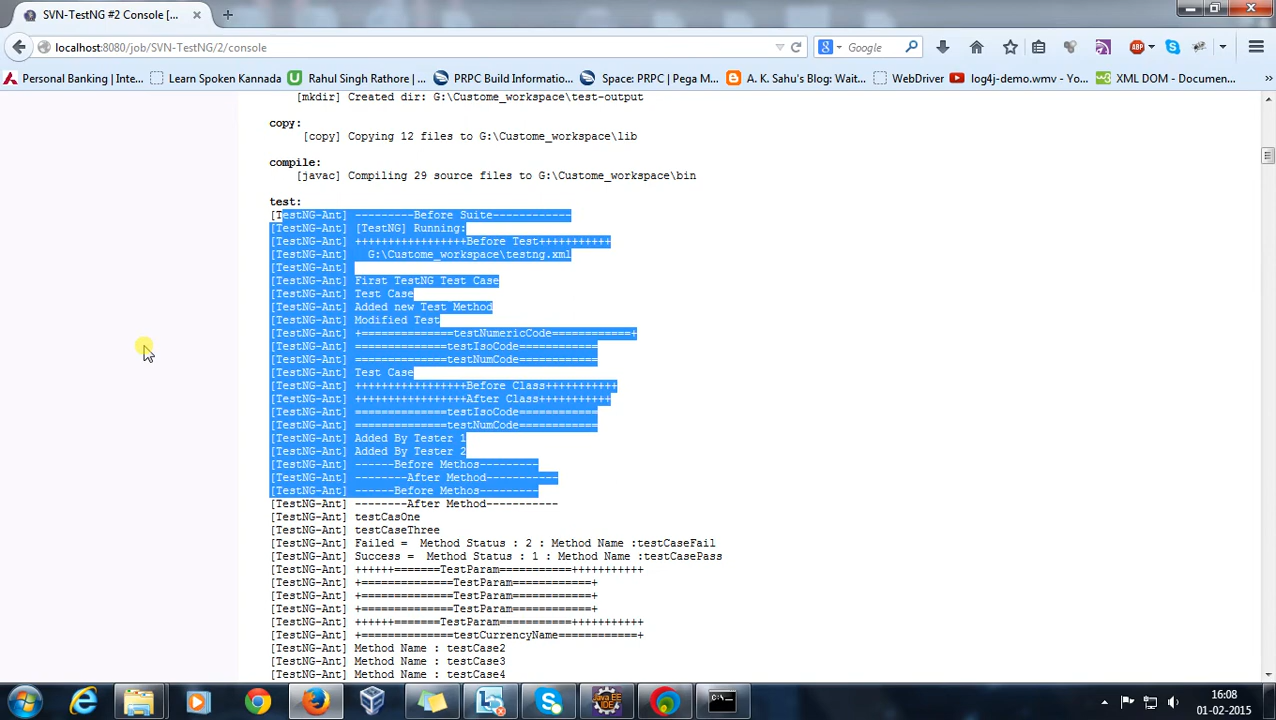 SVN-TestNG #2 Console [...
localhost:8080/job/SVN-TestNG/2/console
Google
ABP
Personal Banking | Inte...
Learn Spoken Kannada
Rahul Singh Rathore | ...
PRPC Build Informatio...
Space: PRPC | Pega M...
A. K. Sahu's Blog: Wait...
WebDriver
log4j-demo.wmv - Yo...
XML DOM - Documen...
[mkdir] Created dir: G:\Custome_workspace\test-output
copy:
[copy] Copying 12 files to G:\Custome_workspace\lib
compile:
[javac] Compiling 29 source files to G:\Custome_workspace\bin
test:
[TestNG-Ant] ---------Before Suite------------
[TestNG-Ant] [TestNG] Running:
[TestNG-Ant] +++++++++++++++++Before Test+++++++++++
[TestNG-Ant]   G:\Custome_workspace\testng.xml
[TestNG-Ant]
[TestNG-Ant] First TestNG Test Case
[TestNG-Ant] Test Case
[TestNG-Ant] Added new Test Method
[TestNG-Ant] Modified Test
[TestNG-Ant] +==============testNumericCode============+
[TestNG-Ant] ==============testIsoCode============
[TestNG-Ant] ==============testNumCode============
[TestNG-Ant] Test Case
[TestNG-Ant] +++++++++++++++++Before Class+++++++++++
[TestNG-Ant] +++++++++++++++++After Class+++++++++++
[TestNG-Ant] ==============testIsoCode============
[TestNG-Ant] ==============testNumCode============
[TestNG-Ant] Added By Tester 1
[TestNG-Ant] Added By Tester 2
[TestNG-Ant] ------Before Methos---------
[TestNG-Ant] --------After Method-----------
[TestNG-Ant] ------Before Methos---------
[TestNG-Ant] --------After Method-----------
[TestNG-Ant] testCasOne
[TestNG-Ant] testCaseThree
[TestNG-Ant] Failed =  Method Status : 2 : Method Name :testCaseFail
[TestNG-Ant] Success =  Method Status : 1 : Method Name :testCasePass
[TestNG-Ant] ++++++=======TestParam===========+++++++++++
[TestNG-Ant] +==============TestParam============+
[TestNG-Ant] +==============TestParam============+
[TestNG-Ant] +==============TestParam============+
[TestNG-Ant] ++++++=======TestParam===========+++++++++++
[TestNG-Ant] +==============testCurrencyName============+
[TestNG-Ant] Method Name : testCase2
[TestNG-Ant] Method Name : testCase3
[TestNG-Ant] Method Name : testCase4
16:08
01-02-2015